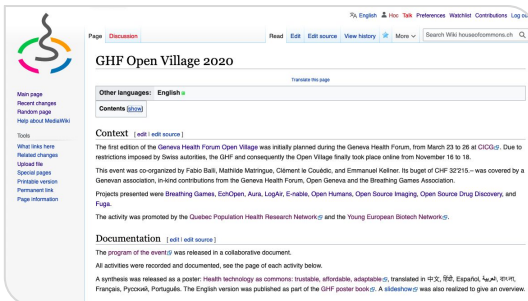 English Hoc Talk Preferences Watchlist Contributions Log ou
Page Discussion Read Edit Edit source View history More Search Wiki houseofcommons.ch
GHF Open Village 2020
Translate this page
Other languages: English
Contents [show]
Main page
Recent changes
Random page
Help about MediaWiki
Tools
What links here
Related changes
Upload file
Special pages
Printable version
Permanent link
Page information
Context [ edit | edit source ]
The first edition of the Geneva Health Forum Open Village was initially planned during the Geneva Health Forum, from March 23 to 26 at CICG. Due to
restrictions imposed by Swiss autorities, the GHF and consequently the Open Village finally took place online from November 16 to 18.
This event was co-organized by Fabio Balli, Mathilde Matringe, Clément le Couédic, and Emmanuel Kellner. Its buget of CHF 32'215.– was covered by a
Genevan association, in-kind contributions from the Geneva Health Forum, Open Geneva and the Breathing Games Association.
Projects presented were Breathing Games, EchOpen, Aura, LogAir, E-nable, Open Humans, Open Source Imaging, Open Source Drug Discovery, and
Fuga.
The activity was promoted by the Quebec Population Health Research Network and the Young European Biotech Network.
Documentation [ edit | edit source ]
The program of the event was released in a collaborative document.
All activities were recorded and documented, see the page of each activity below.
A synthesis was released as a poster: Health technology as commons: trustable, affordable, adaptable, translated in 中文, हिंदी, Español, العربية, বাংলা,
Français, Русский, Português. The English version was published as part of the GHF poster book. A slideshow was also realized to give an overview.